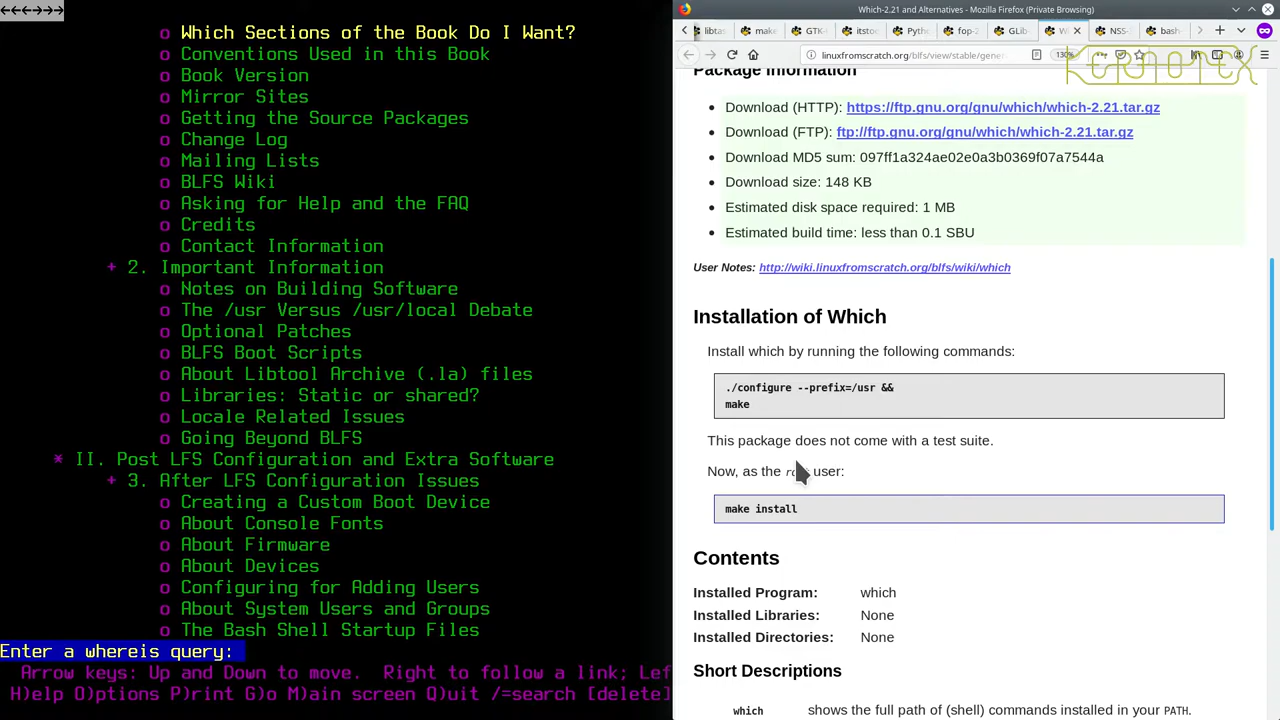 ←←←→→→
o Which Sections of the Book Do I Want?
o Conventions Used in this Book
o Book Version
o Mirror Sites
o Getting the Source Packages
o Change Log
o Mailing Lists
o BLFS Wiki
o Asking for Help and the FAQ
o Credits
o Contact Information
+ 2. Important Information
o Notes on Building Software
o The /usr Versus /usr/local Debate
o Optional Patches
o BLFS Boot Scripts
o About Libtool Archive (.la) files
o Libraries: Static or shared?
o Locale Related Issues
o Going Beyond BLFS
* II. Post LFS Configuration and Extra Software
+ 3. After LFS Configuration Issues
o Creating a Custom Boot Device
o About Console Fonts
o About Firmware
o About Devices
o Configuring for Adding Users
o About System Users and Groups
o The Bash Shell Startup Files
Enter a whereis query:
Arrow keys: Up and Down to move.  Right to follow a link; Lef
H)elp O)ptions P)rint G)o M)ain screen Q)uit /=search [delete]
Which-2.21 and Alternatives - Mozilla Firefox (Private Browsing)
libtas make GTK-I itstoo Pytho fop-2 GLib- W NSS- bash-
linuxfromscratch.org/blfs/view/stable/gener 130%
Package Information
• Download (HTTP): https://ftp.gnu.org/gnu/which/which-2.21.tar.gz
• Download (FTP): ftp://ftp.gnu.org/gnu/which/which-2.21.tar.gz
• Download MD5 sum: 097ff1a324ae02e0a3b0369f07a7544a
• Download size: 148 KB
• Estimated disk space required: 1 MB
• Estimated build time: less than 0.1 SBU
User Notes: http://wiki.linuxfromscratch.org/blfs/wiki/which
Installation of Which
Install which by running the following commands:
./configure --prefix=/usr &&
make
This package does not come with a test suite.
Now, as the user:
make install
Contents
Installed Program: which
Installed Libraries: None
Installed Directories: None
Short Descriptions
which shows the full path of (shell) commands installed in your PATH.